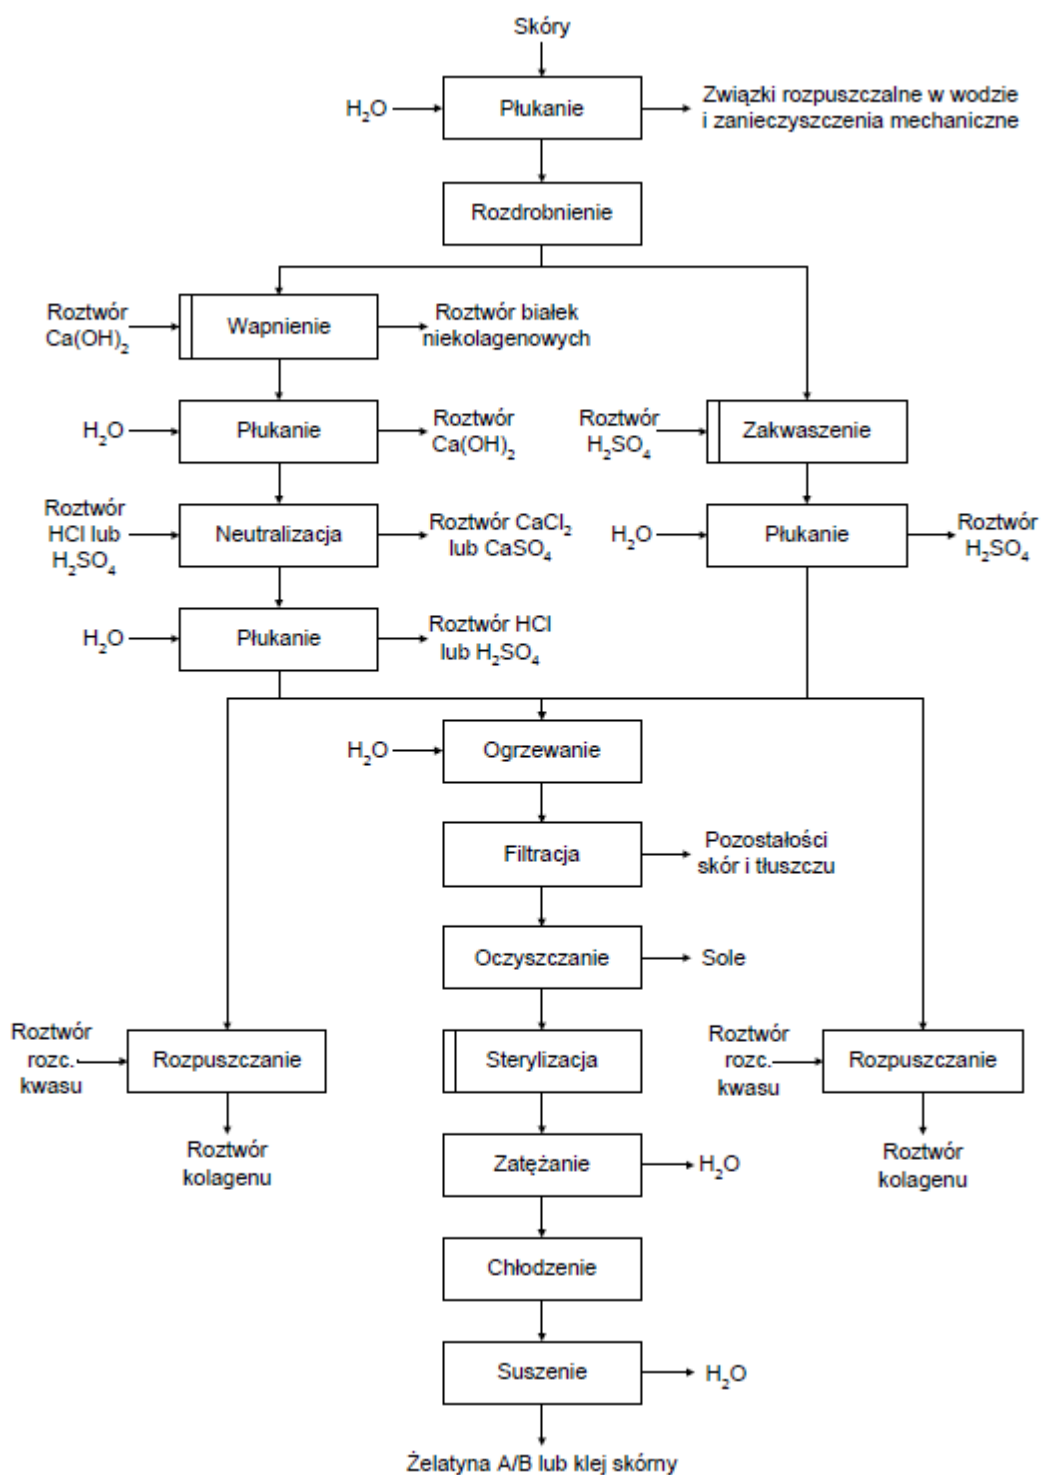 Skóry
H₂O
Płukanie
Związki rozpuszczalne w wodzie
i zanieczyszczenia mechaniczne
Rozdrobnienie
Roztwór
Ca(OH)₂
Wapnienie
Roztwór białek
niekolagenowych
H₂O
Płukanie
Roztwór
Ca(OH)₂
Roztwór
H₂SO₄
Zakwaszenie
Roztwór
HCl lub
H₂SO₄
Neutralizacja
Roztwór CaCl₂
lub CaSO₄
H₂O
Płukanie
Roztwór
H₂SO₄
H₂O
Płukanie
Roztwór HCl
lub H₂SO₄
H₂O
Ogrzewanie
Filtracja
Pozostałości
skór i tłuszczu
Oczyszczanie
Sole
Roztwór
rozc.
kwasu
Rozpuszczanie
Sterylizacja
Roztwór
rozc.
kwasu
Rozpuszczanie
Roztwór
kolagenu
Zatężanie
H₂O
Roztwór
kolagenu
Chłodzenie
Suszenie
H₂O
Żelatyna A/B lub klej skórny